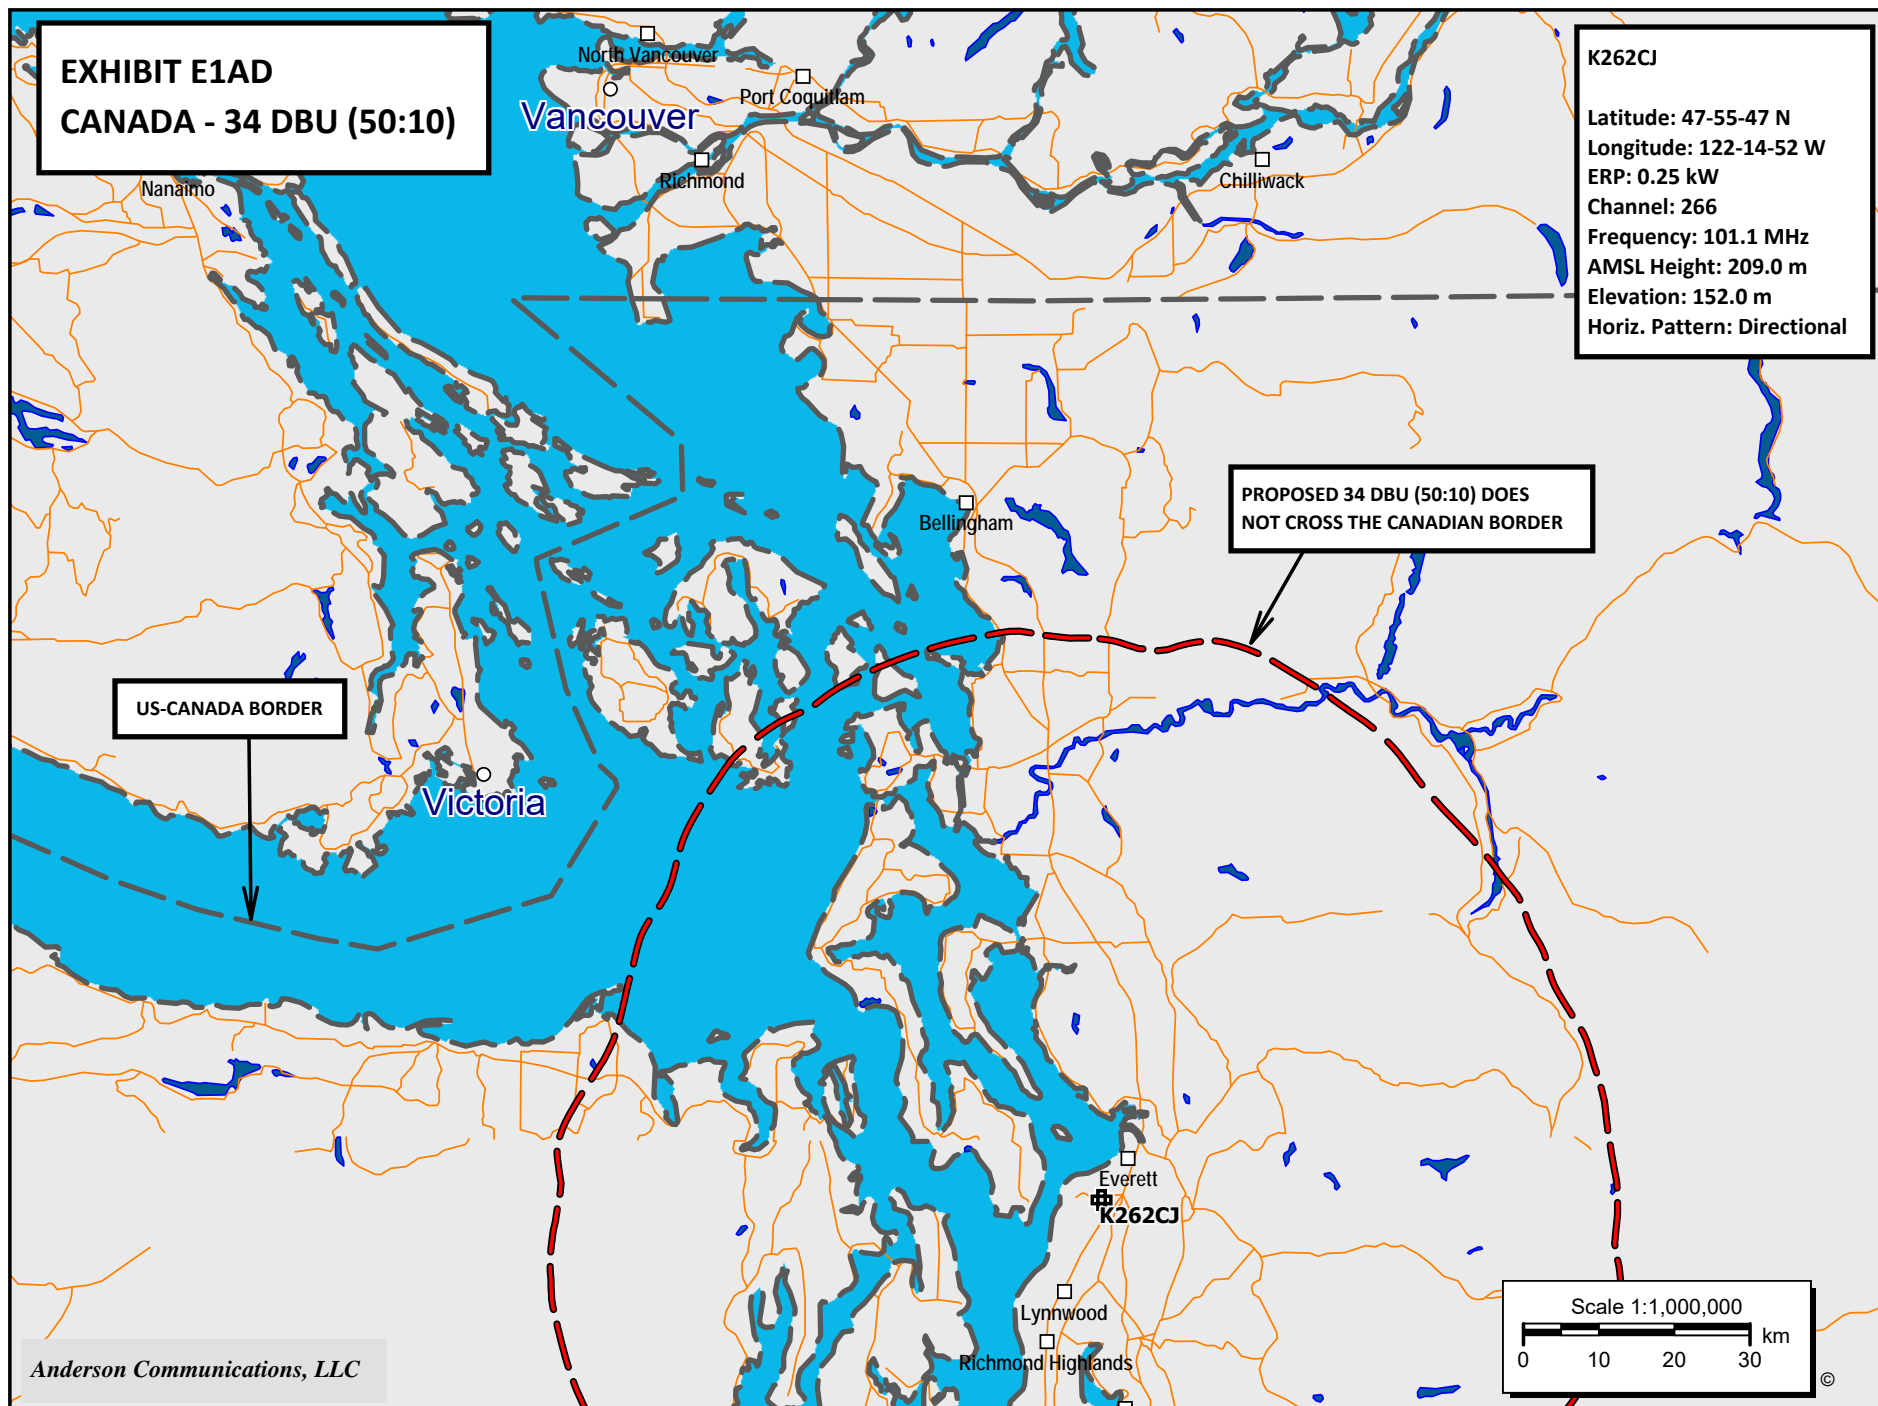 EXHIBIT E1AD
CANADA - 34 DBU (50:10)
K262CJ
Latitude: 47-55-47 N
Longitude: 122-14-52 W
ERP: 0.25 kW
Channel: 266
Frequency: 101.1 MHz
AMSL Height: 209.0 m
Elevation: 152.0 m
Horiz. Pattern: Directional
North Vancouver
Port Coquitlam
Vancouver
Richmond
Chilliwack
Nanaimo
PROPOSED 34 DBU (50:10) DOES
NOT CROSS THE CANADIAN BORDER
Bellingham
US-CANADA BORDER
Victoria
Everett
K262CJ
Lynnwood
Richmond Highlands
Scale 1:1,000,000
km
0 10 20 30
©
Anderson Communications, LLC